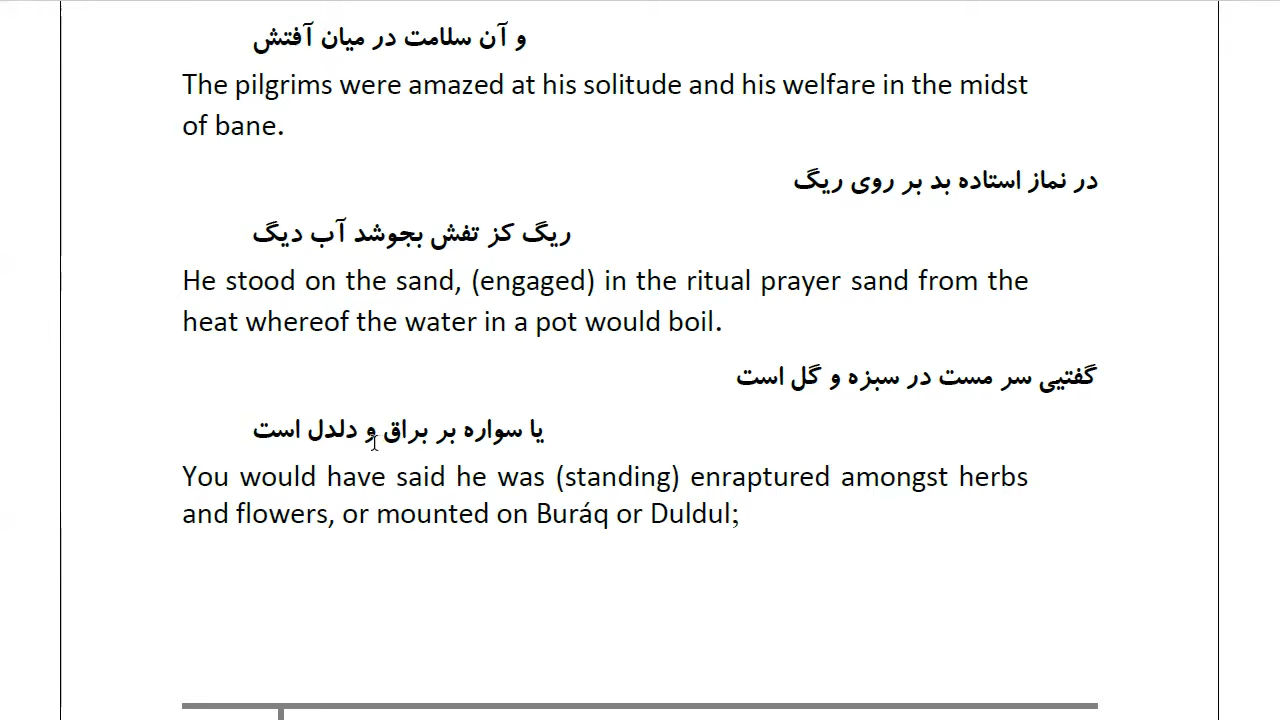 و آن سلامت در میان آفتش
The pilgrims were amazed at his solitude and his welfare in the midst
of bane.
در نماز استاده بد بر روی ریگ
ریگ کز تفش بجوشد آب دیگ
He stood on the sand, (engaged) in the ritual prayer sand from the
heat whereof the water in a pot would boil.
گفتیی سر مست در سبزه و گل است
یا سواره بر براق و دلدل است
You would have said he was (standing) enraptured amongst herbs
and flowers, or mounted on Buráq or Duldul;